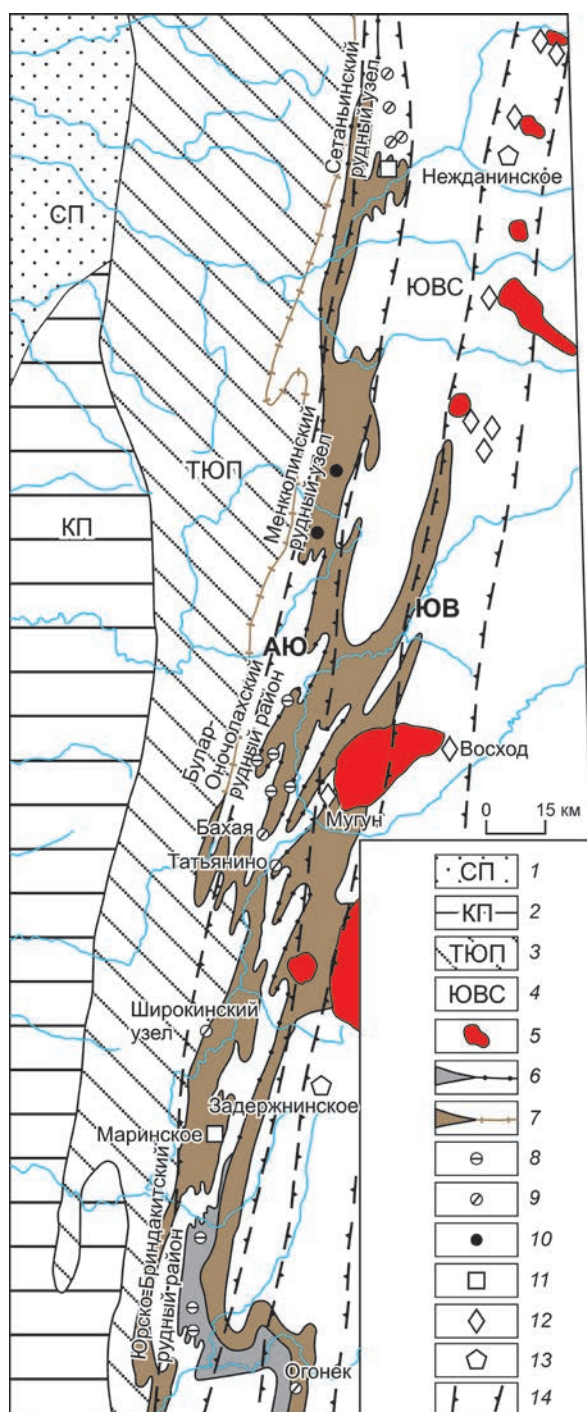 Сетаньинский
рудный узел
СП
Нежданинское
ЮВС
Менкюлинский
рудный узел
ТЮП
КП
ЮВ
АЮ
Булар-
Оночолахский
рудный район
Восход
0 15 км
Мугун
Бахая
Татьянино
Широкинский
узел
Задержнинское
Маринское
Юрско-Бриндакитский
рудный район
Огонек
СП 1
КП 2
ТЮП 3
ЮВС 4
5
6
7
8
9
10
11
12
13
14